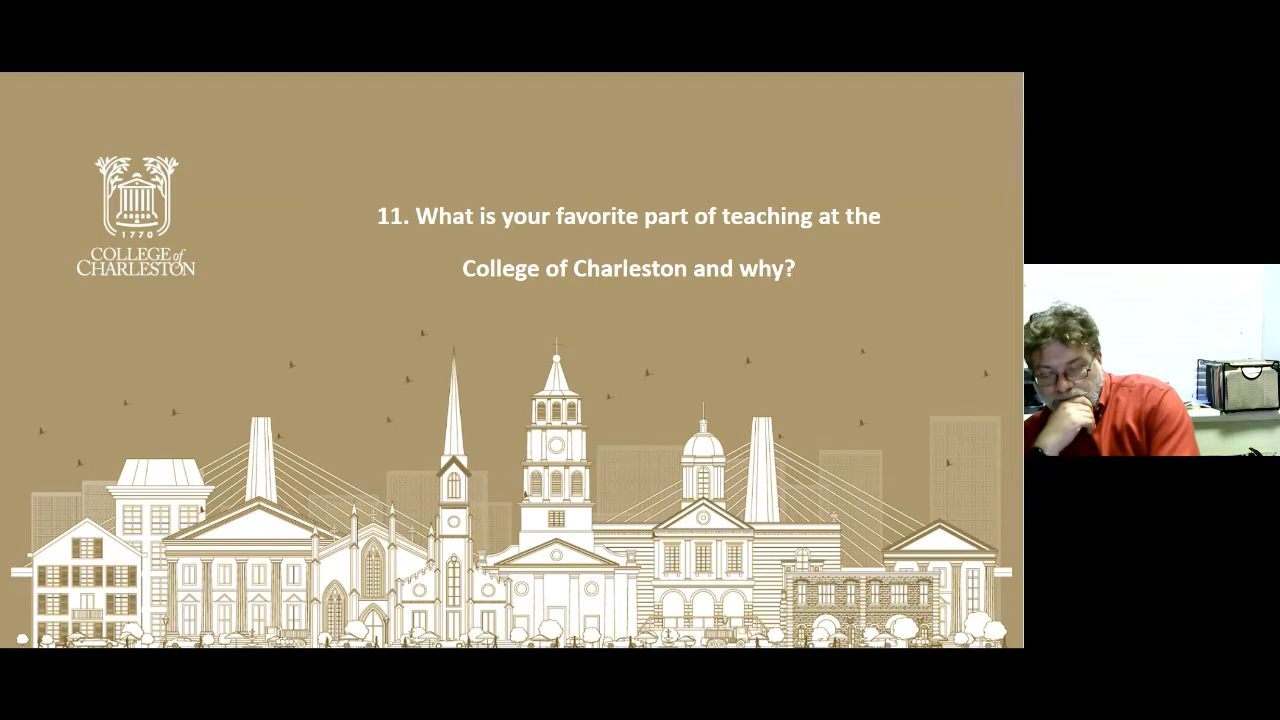 1770
COLLEGE of
CHARLESTON
11. What is your favorite part of teaching at the
College of Charleston and why?